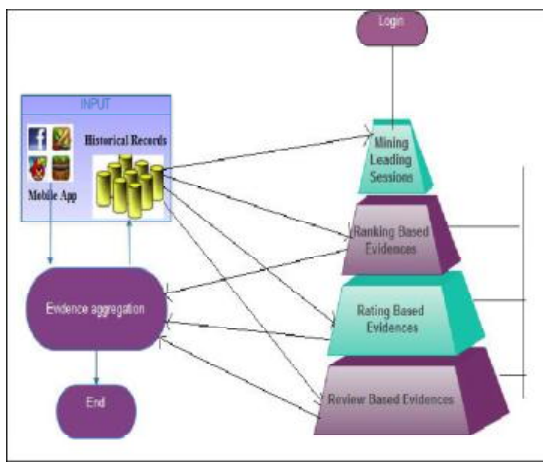 Login
INPUT
Historical Records
Mobile App
Mining
Leading
Sessions
Ranking Based
Evidences
Evidence aggregation
Rating Based
Evidences
End
Review Based Evidences